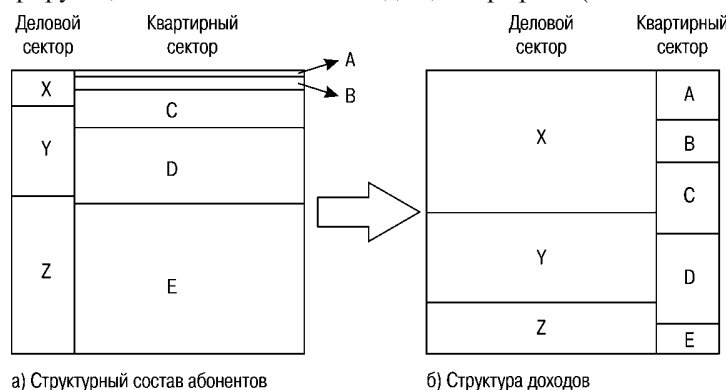 Деловой сектор
Квартирный сектор
Деловой сектор
Квартирный сектор
A
B
X
C
Y
D
Z
E
X
A
B
C
Y
D
Z
E
а) Структурный состав абонентов
б) Структура доходов